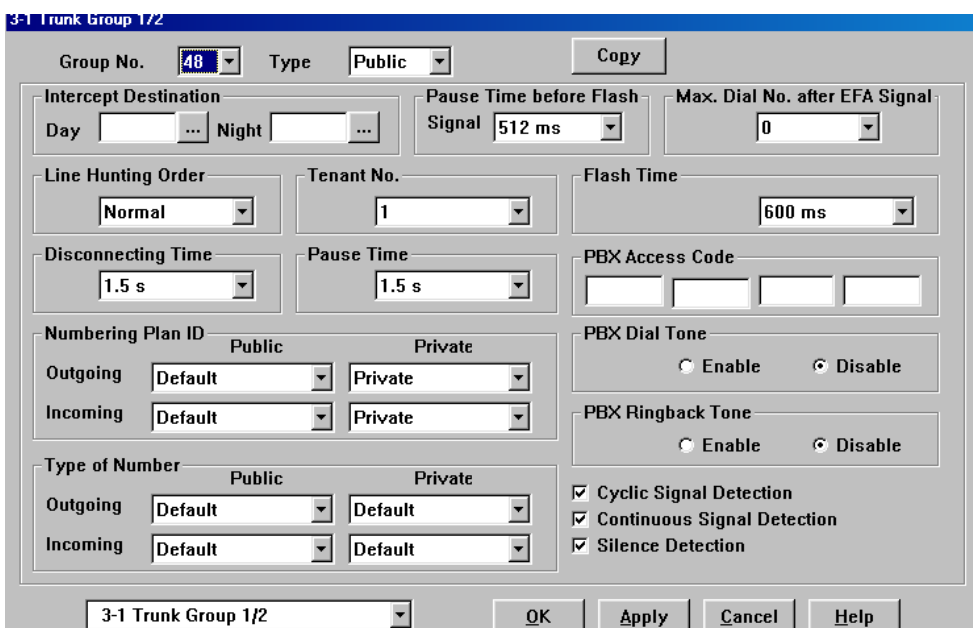 3-1 Trunk Group 1/2
Group No. 48 Type Public Copy
Intercept Destination
Day ... Night ...
Pause Time before Flash
Signal 512 ms
Max. Dial No. after EFA Signal
0
Line Hunting Order
Normal
Tenant No.
1
Flash Time
600 ms
Disconnecting Time
1.5 s
Pause Time
1.5 s
PBX Access Code
Numbering Plan ID
Public Private
Outgoing Default Private
Incoming Default Private
PBX Dial Tone
Enable Disable
PBX Ringback Tone
Enable Disable
Type of Number
Public Private
Outgoing Default Default
Incoming Default Default
Cyclic Signal Detection
Continuous Signal Detection
Silence Detection
3-1 Trunk Group 1/2 OK Apply Cancel Help